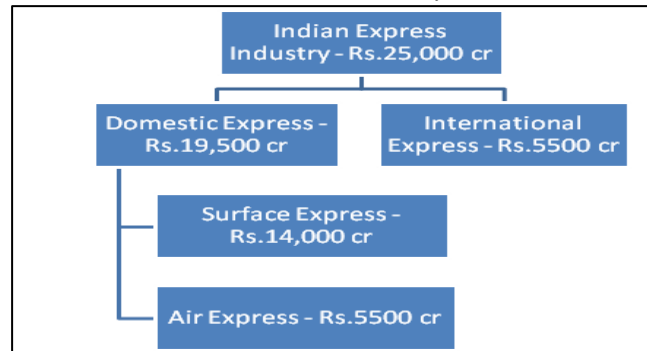 Indian Express
Industry - Rs.25,000 cr
Domestic Express -
Rs.19,500 cr
International
Express - Rs.5500 cr
Surface Express -
Rs.14,000 cr
Air Express - Rs.5500 cr